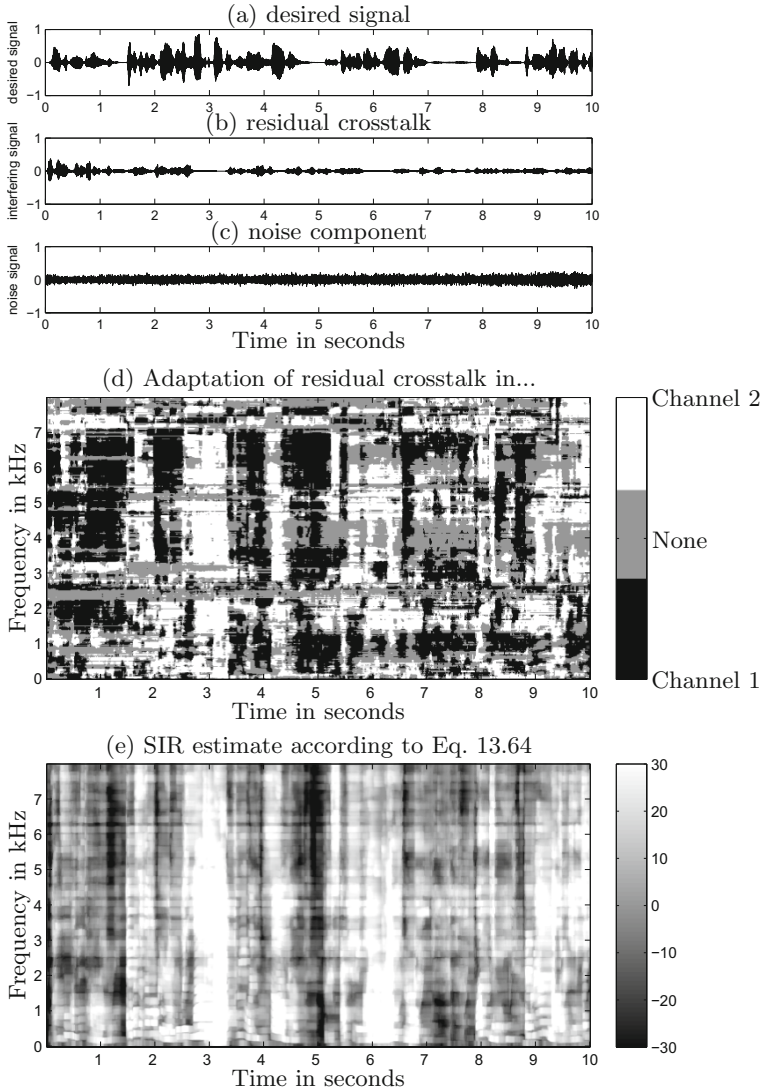 (a) desired signal
desired signal
1
0
−1
0 1 2 3 4 5 6 7 8 9 10
(b) residual crosstalk
interfering signal
1
0
−1
0 1 2 3 4 5 6 7 8 9 10
(c) noise component
noise signal
1
0
−1
0 1 2 3 4 5 6 7 8 9 10
Time in seconds
(d) Adaptation of residual crosstalk in...
Frequency in kHz
7
6
5
4
3
2
1
0
1 2 3 4 5 6 7 8 9 10
Time in seconds
Channel 2
None
Channel 1
(e) SIR estimate according to Eq. 13.64
Frequency in kHz
7
6
5
4
3
2
1
0
1 2 3 4 5 6 7 8 9 10
Time in seconds
30
20
10
0
−10
−20
−30